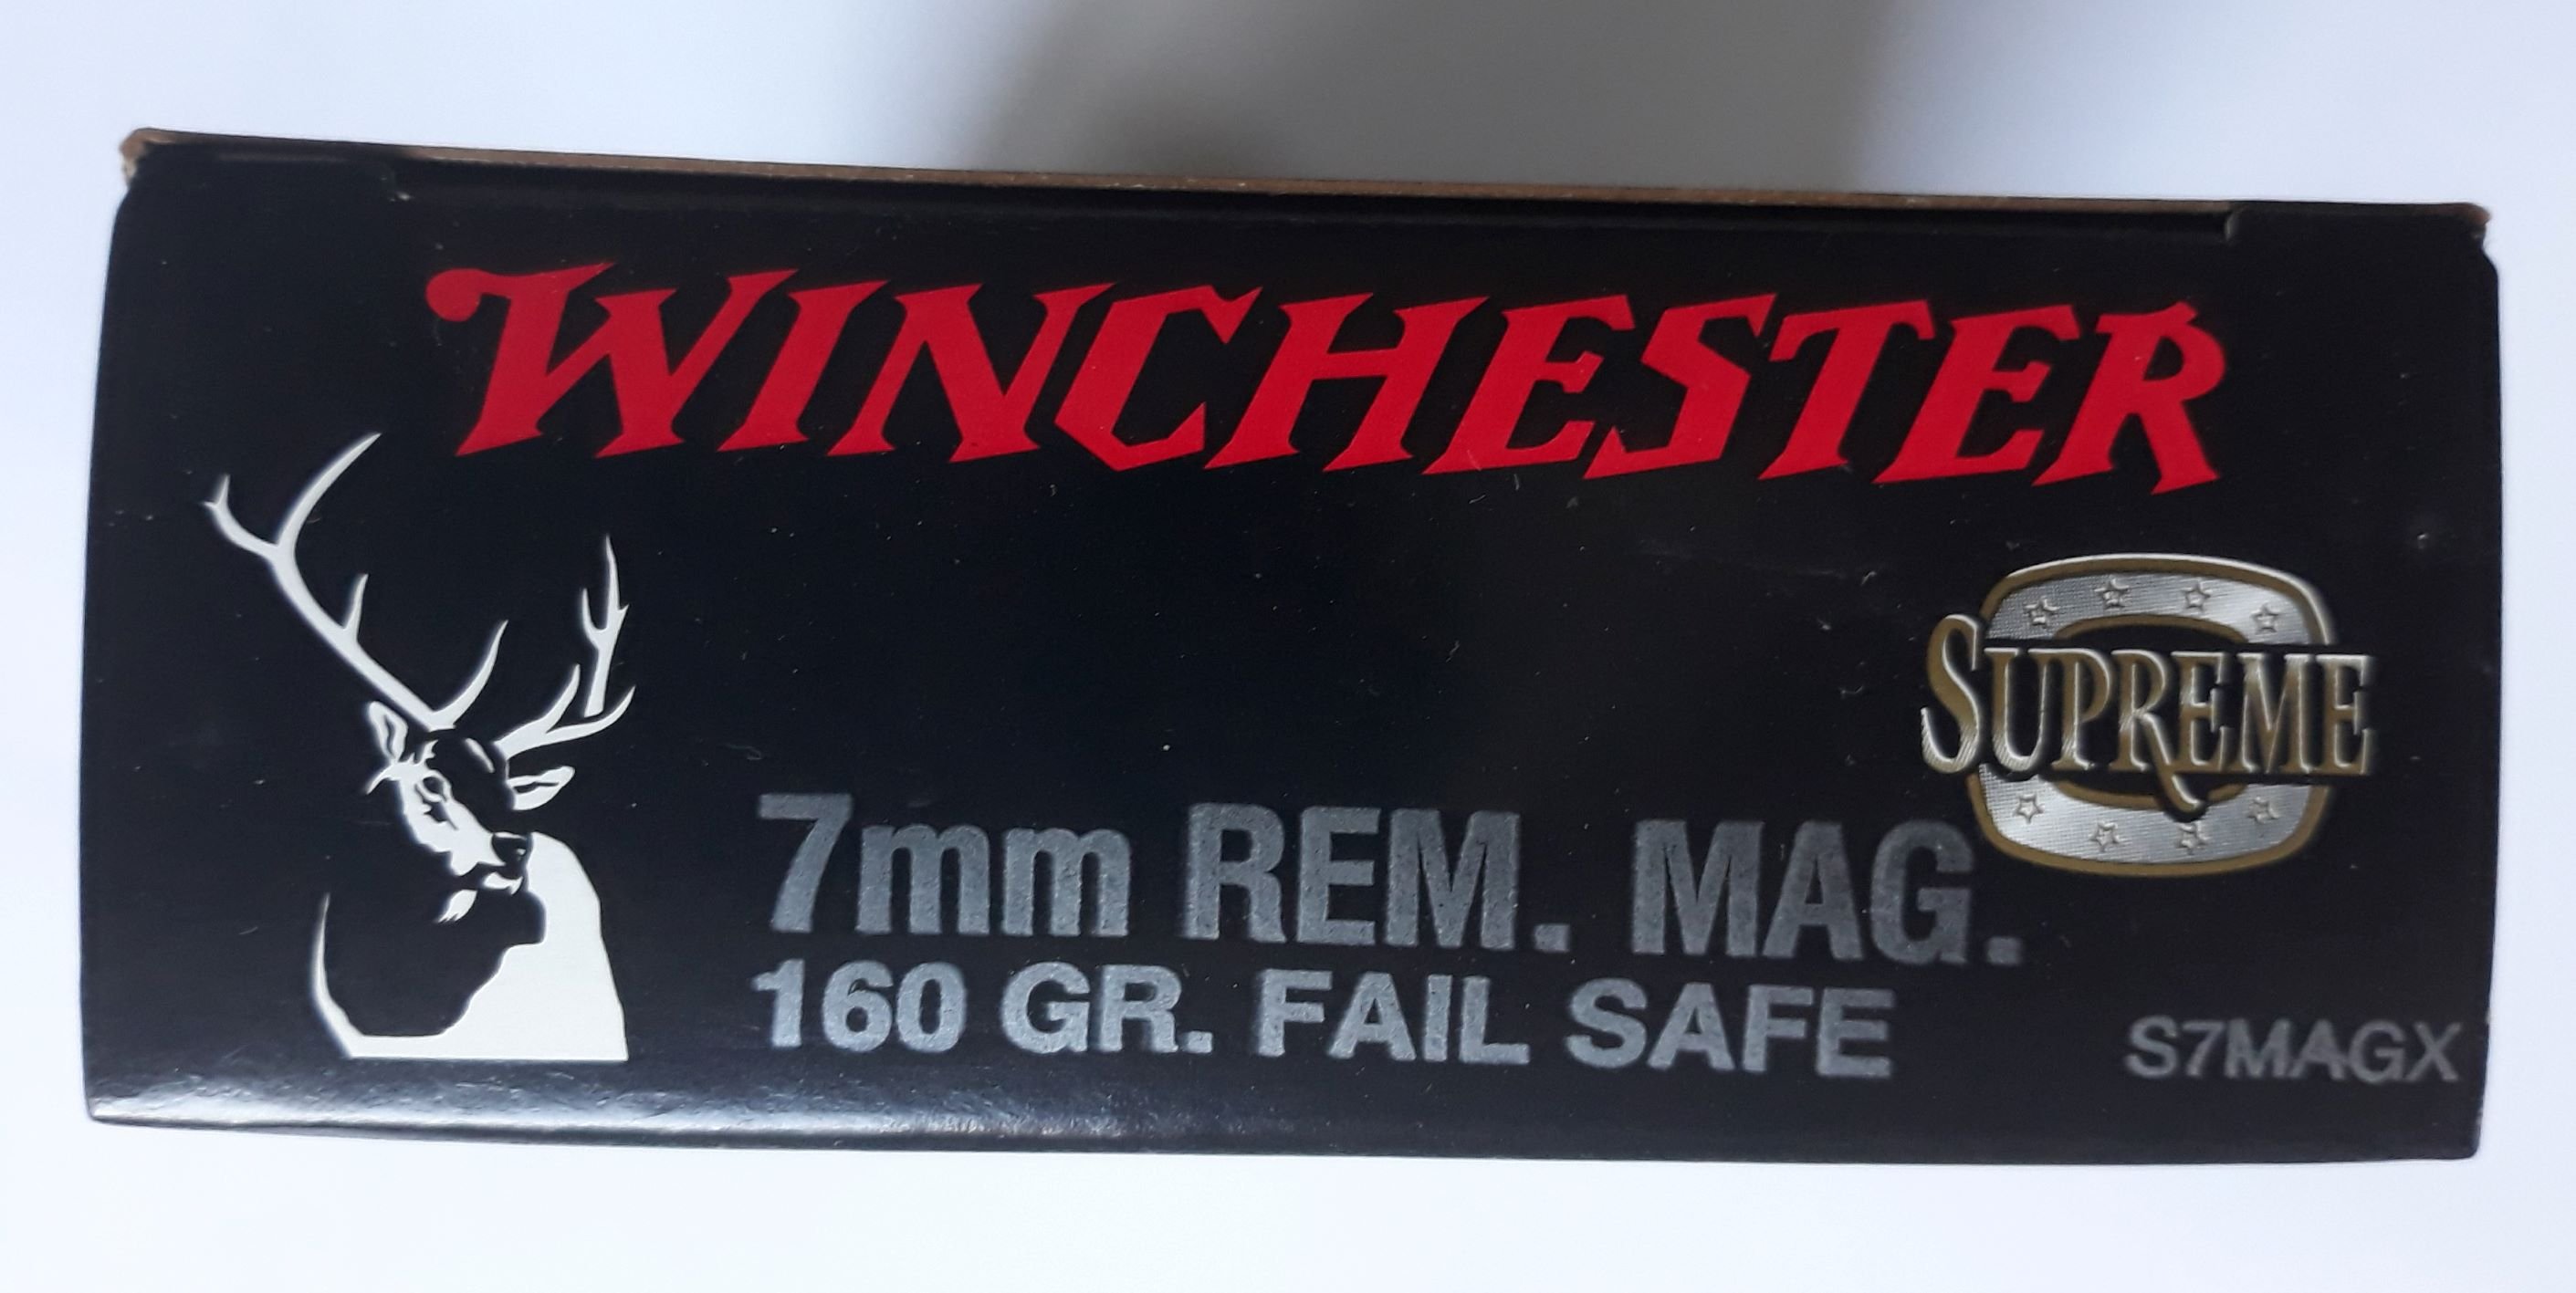 WINCHESTER
SUPREME
7mm REM. MAG.
160 GR. FAIL SAFE
S7MAGX